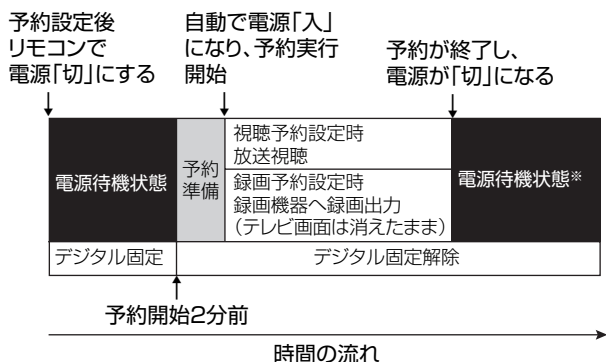 予約設定後
リモコンで
電源「切」にする
自動で電源「入」
になり、予約実行
開始
予約が終了し、
電源が「切」になる
電源待機状態
予約
準備
視聴予約設定時
放送視聴
録画予約設定時
録画機器へ録画出力
（テレビ画面は消えたまま）
電源待機状態※
デジタル固定
デジタル固定解除
予約開始2分前
時間の流れ